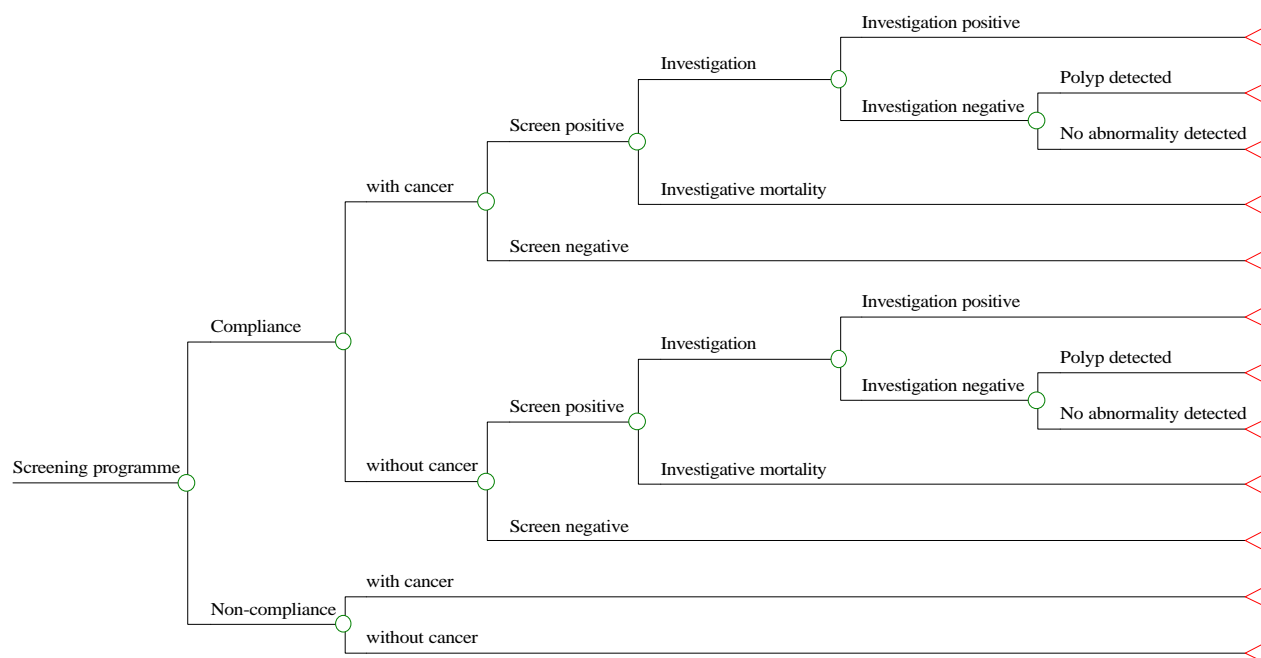 Investigation positive
Investigation
Polyp detected
Investigation negative
Screen positive
No abnormality detected
with cancer
Investigative mortality
Screen negative
Investigation positive
Compliance
Investigation
Polyp detected
Investigation negative
Screen positive
No abnormality detected
Screening programme
without cancer
Investigative mortality
Screen negative
with cancer
Non-compliance
without cancer